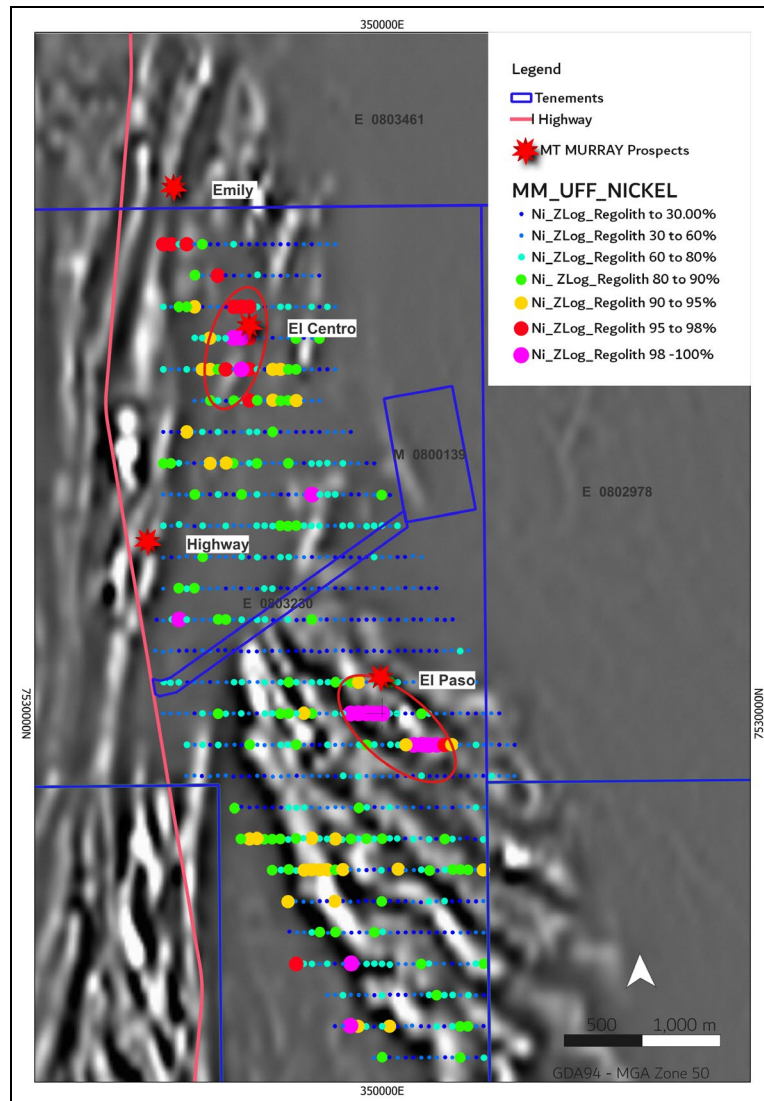 350000E
Legend
Tenements
Highway
MT MURRAY Prospects
MM_UFF_NICKEL
Ni_ZLog_Regolith to 30.00%
Ni_ZLog_Regolith 30 to 60%
Ni_ZLog_Regolith 60 to 80%
Ni_ ZLog_Regolith 80 to 90%
Ni_ZLog_Regolith 90 to 95%
Ni_ZLog_Regolith 95 to 98%
Ni_ZLog_Regolith 98 -100%
E 0803461
Emily
El Centro
M 0800139
E 0802978
Highway
E 0803230
El Paso
7530000N
7530000N
500 1,000 m
GDA94 - MGA Zone 50
350000E